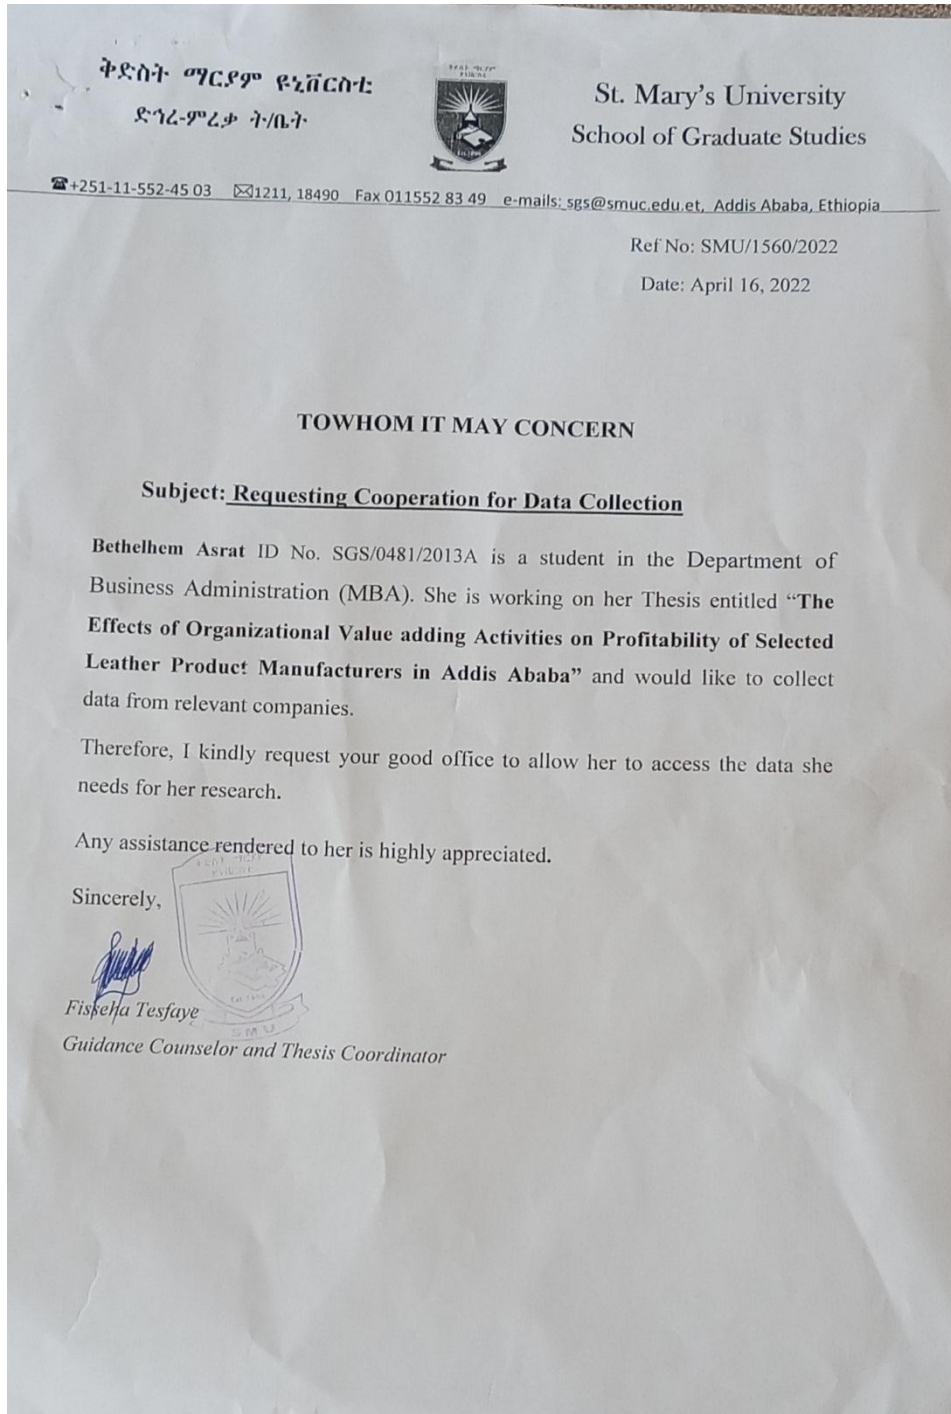 ቅድስት ማርያም ዩኒቨርስቲ
ድኅረ-ምረቃ ት/ቤት
St. Mary's University
School of Graduate Studies
☎+251-11-552-45 03 ✉1211, 18490 Fax 011552 83 49 e-mails: sgs@smuc.edu.et, Addis Ababa, Ethiopia
Ref No: SMU/1560/2022
Date: April 16, 2022
TOWHOM IT MAY CONCERN
Subject: Requesting Cooperation for Data Collection
Bethelhem Asrat ID No. SGS/0481/2013A is a student in the Department of
Business Administration (MBA). She is working on her Thesis entitled “The
Effects of Organizational Value adding Activities on Profitability of Selected
Leather Product Manufacturers in Addis Ababa” and would like to collect
data from relevant companies.
Therefore, I kindly request your good office to allow her to access the data she
needs for her research.
Any assistance rendered to her is highly appreciated.
Sincerely,
Fisseha Tesfaye
SMU
Guidance Counselor and Thesis Coordinator